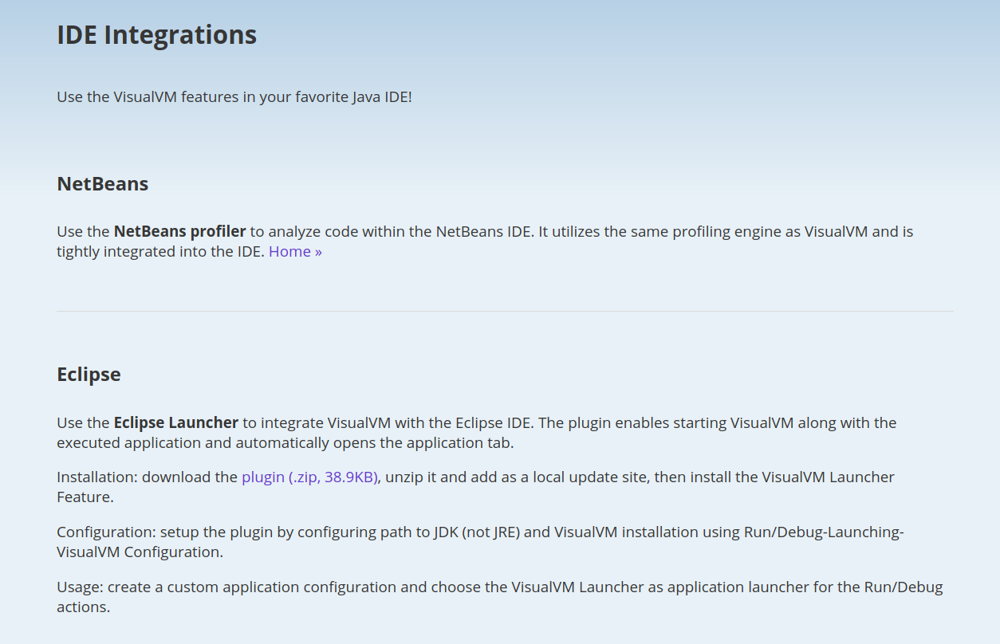 IDE Integrations
Use the VisualVM features in your favorite Java IDE!
NetBeans
Use the NetBeans profiler to analyze code within the NetBeans IDE. It utilizes the same profiling engine as VisualVM and is
tightly integrated into the IDE. Home »
Eclipse
Use the Eclipse Launcher to integrate VisualVM with the Eclipse IDE. The plugin enables starting VisualVM along with the
executed application and automatically opens the application tab.
Installation: download the plugin (.zip, 38.9KB), unzip it and add as a local update site, then install the VisualVM Launcher
Feature.
Configuration: setup the plugin by configuring path to JDK (not JRE) and VisualVM installation using Run/Debug-Launching-
VisualVM Configuration.
Usage: create a custom application configuration and choose the VisualVM Launcher as application launcher for the Run/Debug
actions.